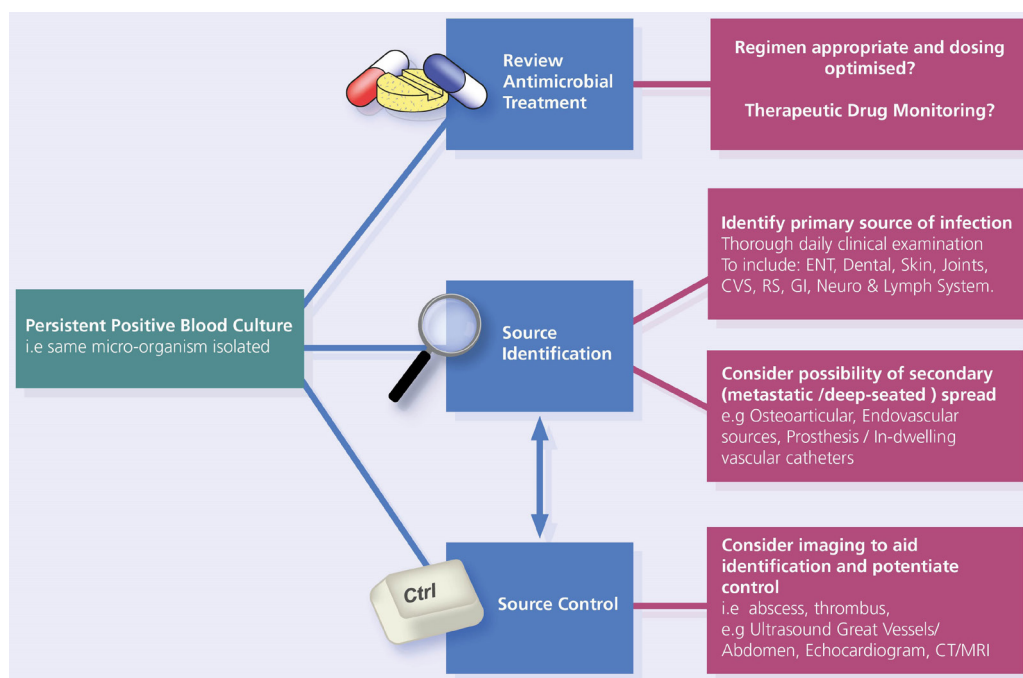 Review
Antimicrobial
Treatment
Regimen appropriate and dosing
optimised?
Therapeutic Drug Monitoring?
Persistent Positive Blood Culture
i.e same micro-organism isolated
Source
Identification
Identify primary source of infection
Thorough daily clinical examination
To include: ENT, Dental, Skin, Joints,
CVS, RS, GI, Neuro & Lymph System.
Consider possibility of secondary
(metastatic /deep-seated ) spread
e.g Osteoarticular, Endovascular
sources, Prosthesis / In-dwelling
vascular catheters
Ctrl
Source Control
Consider imaging to aid
identification and potentiate
control
i.e  abscess, thrombus,
e.g Ultrasound Great Vessels/
Abdomen, Echocardiogram, CT/MRI